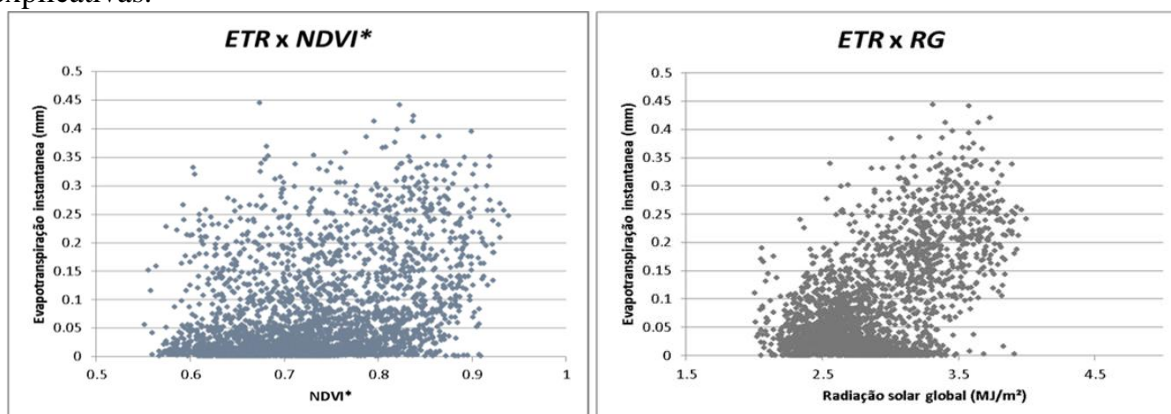 explicativas.
ETR x NDVI*
0.5
0.45
0.4
0.35
0.3
0.25
0.2
0.15
0.1
0.05
0
Evapotranspiração instantanea (mm)
0.5 0.6 0.7 0.8 0.9 1
NDVI*
ETR x RG
0.5
0.45
0.4
0.35
0.3
0.25
0.2
0.15
0.1
0.05
0
Evapotranspiração instantanea (mm)
1.5 2.5 3.5 4.5
Radiação solar global (MJ/m²)